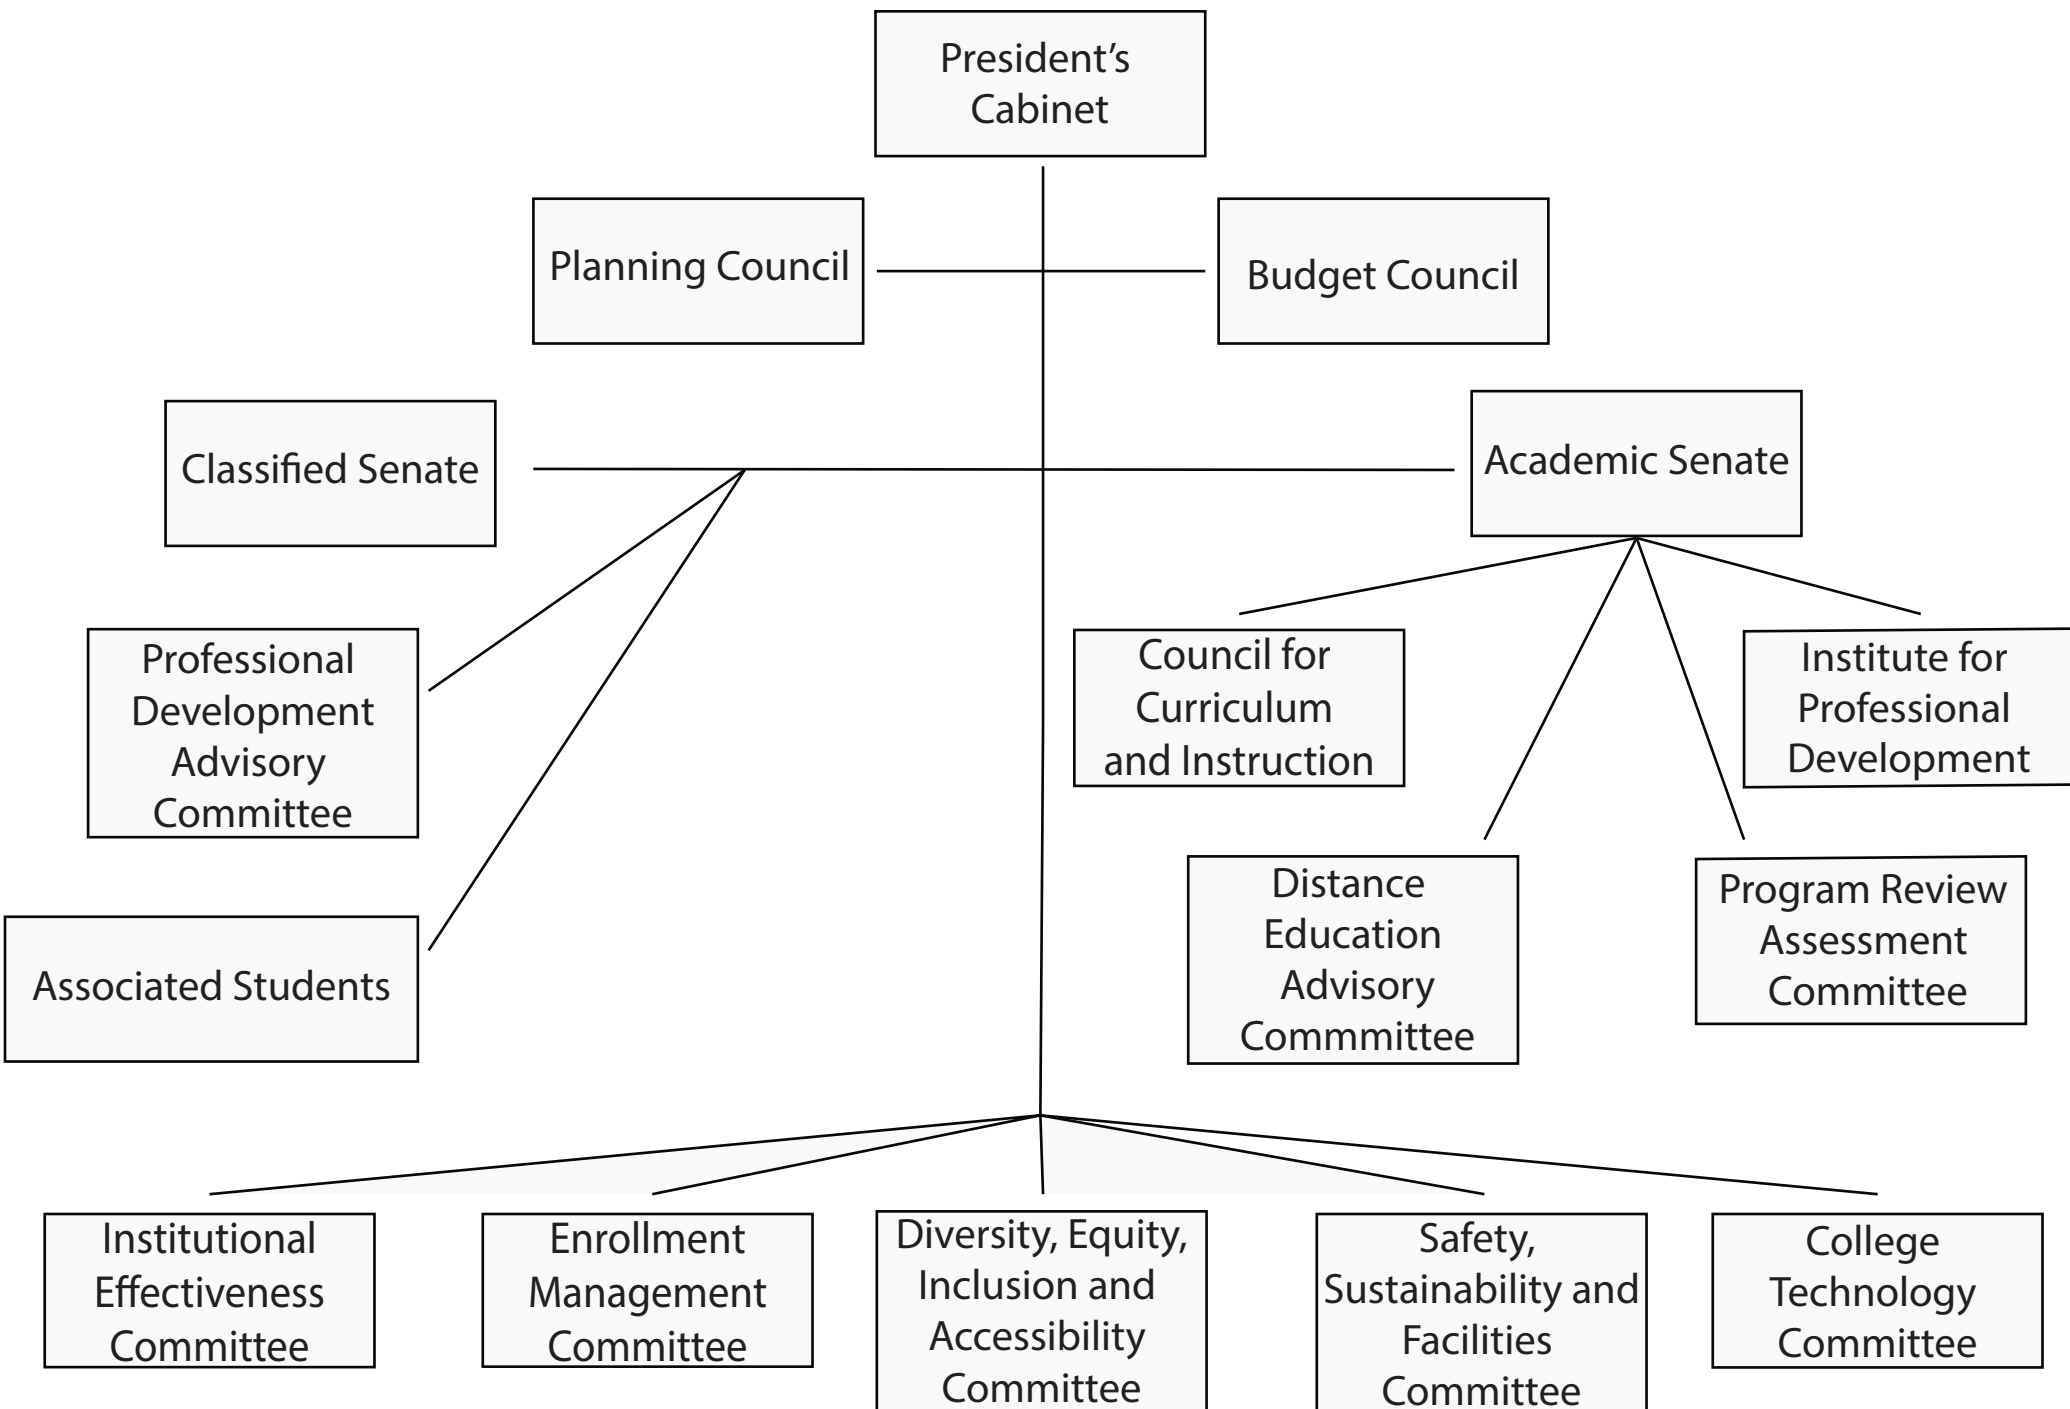 President’s
Cabinet
Planning Council
Budget Council
Classified Senate
Academic Senate
Professional
Development
Advisory
Committee
Council for
Curriculum
and Instruction
Institute for
Professional
Development
Associated Students
Distance
Education
Advisory
Commmittee
Program Review
Assessment
Committee
Institutional
Effectiveness
Committee
Enrollment
Management
Committee
Diversity, Equity,
Inclusion and
Accessibility
Committee
Safety,
Sustainability and
Facilities
Committee
College
Technology
Committee